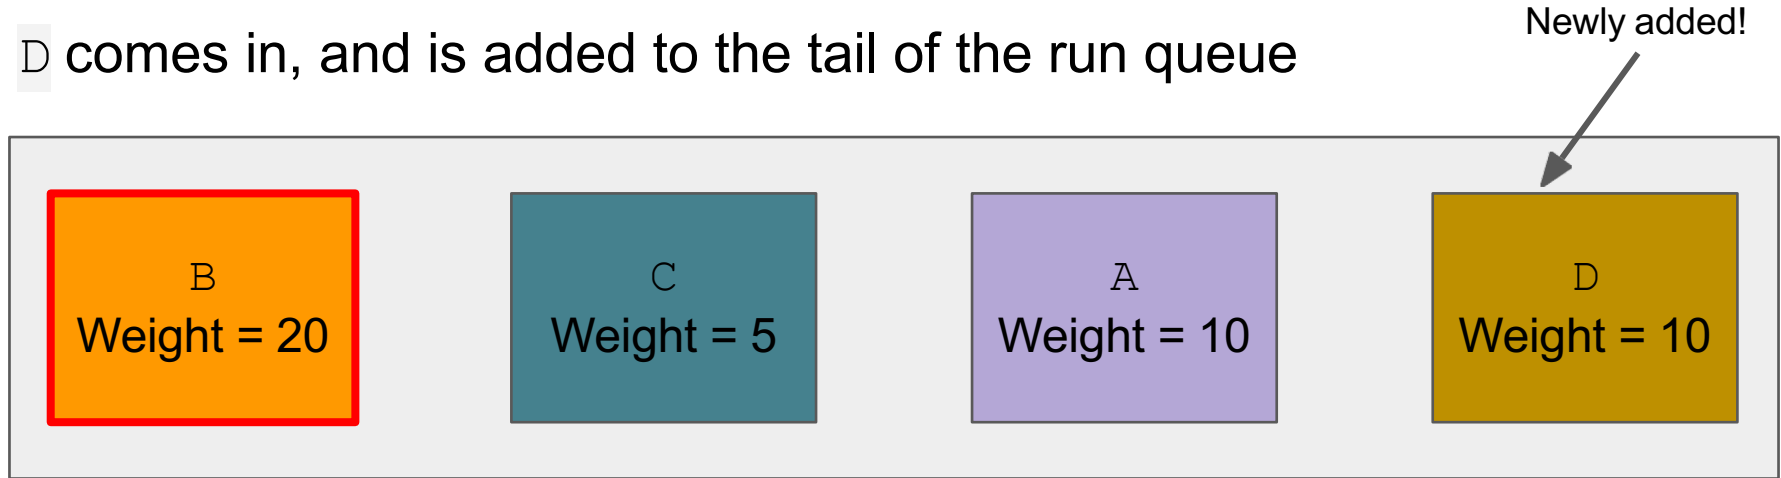 Newly added!
D comes in, and is added to the tail of the run queue
B
Weight = 20
C
Weight = 5
A
Weight = 10
D
Weight = 10